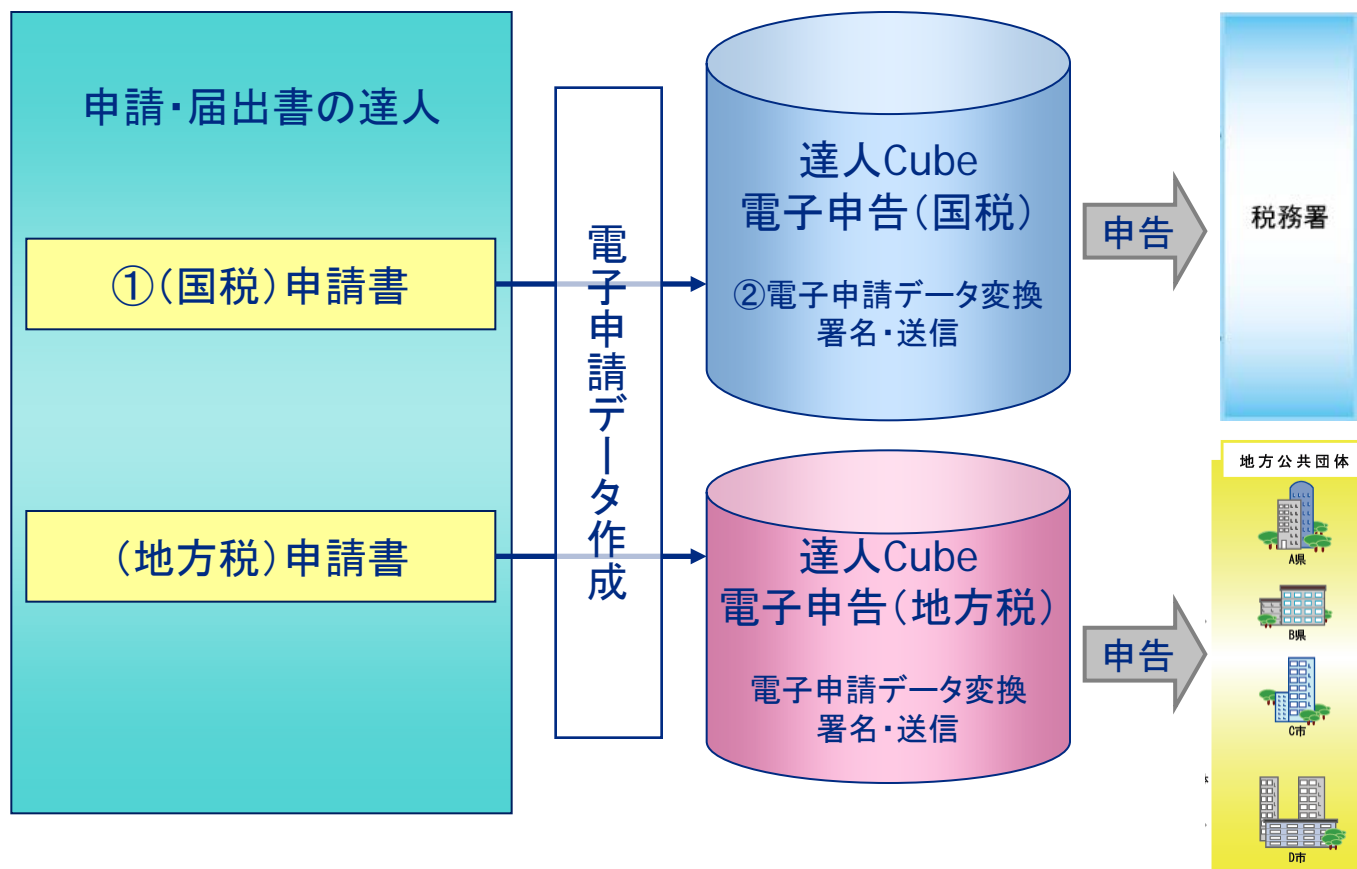 申請・届出書の達人
①(国税)申請書
(地方税)申請書
電子申請データ作成
達人Cube
電子申告(国税)
②電子申請データ変換
署名・送信
申告
税務署
達人Cube
電子申告(地方税)
電子申請データ変換
署名・送信
申告
地方公共団体
A県
B県
C市
D市